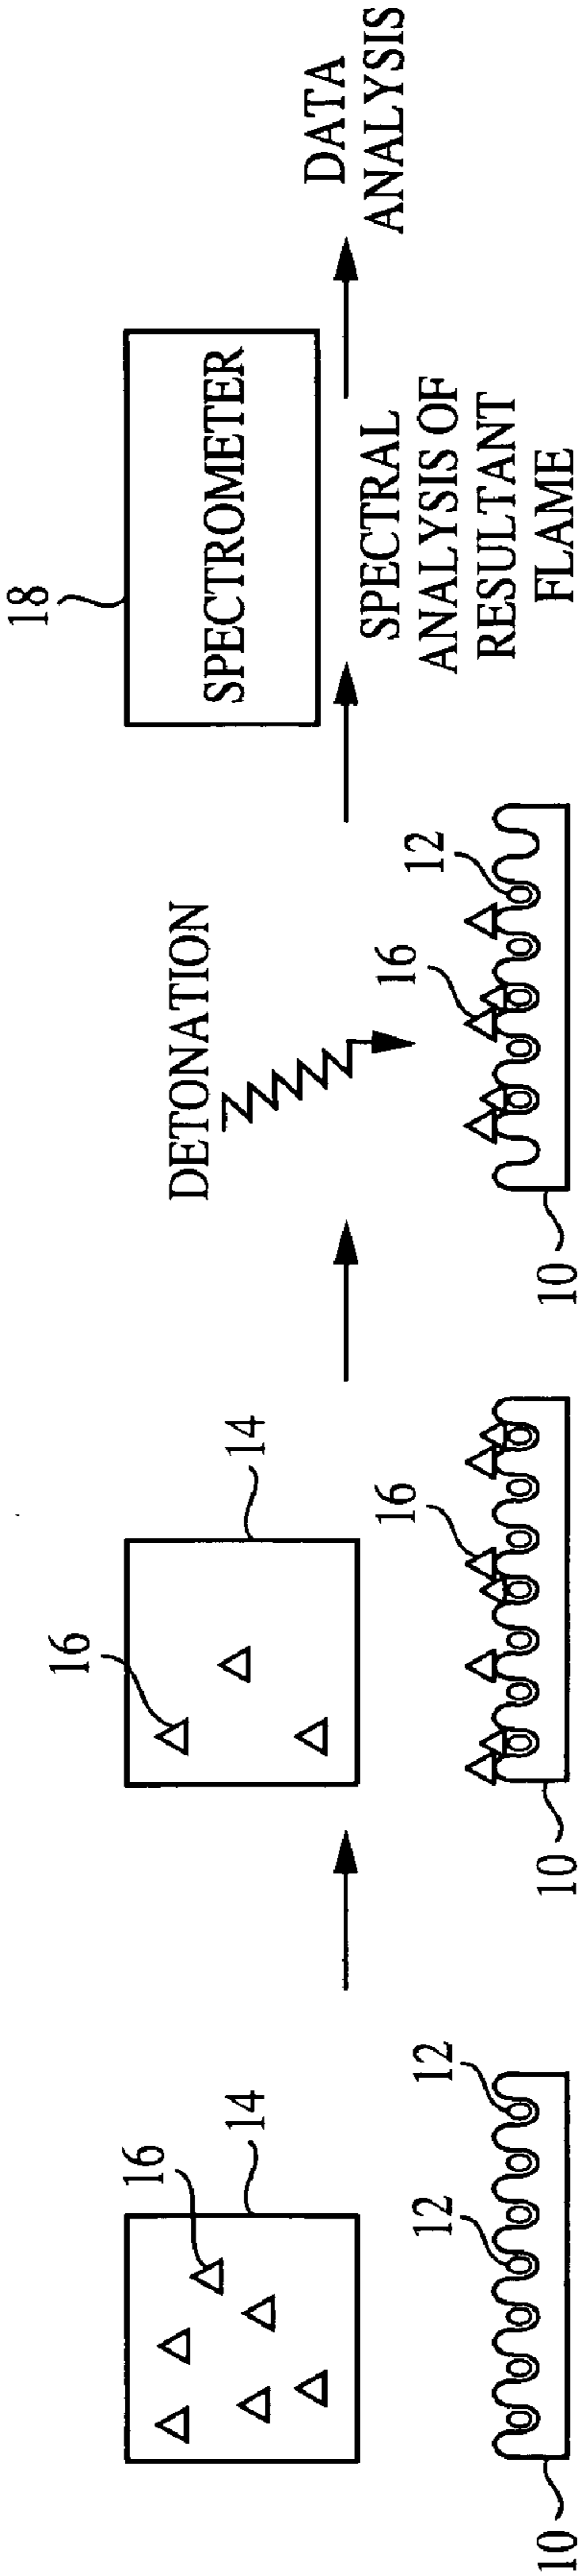 16
14
12
12
10
16
14
16
10
DETONATION
16
12
10
18
SPECTROMETER
SPECTRAL
ANALYSIS OF
RESULTANT
FLAME
DATA
ANALYSIS